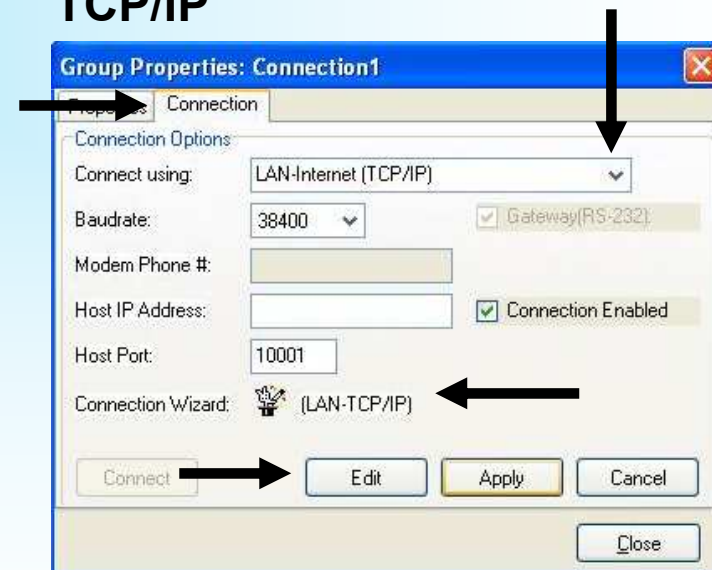 TCP/IP
Group Properties: Connection1
Properties Connection
Connection Options
Connect using: LAN-Internet (TCP/IP)
Baudrate: 38400 Gateway(RS-232)
Modem Phone #:
Host IP Address: Connection Enabled
Host Port: 10001
Connection Wizard: (LAN-TCP/IP)
Connect Edit Apply Cancel
Close